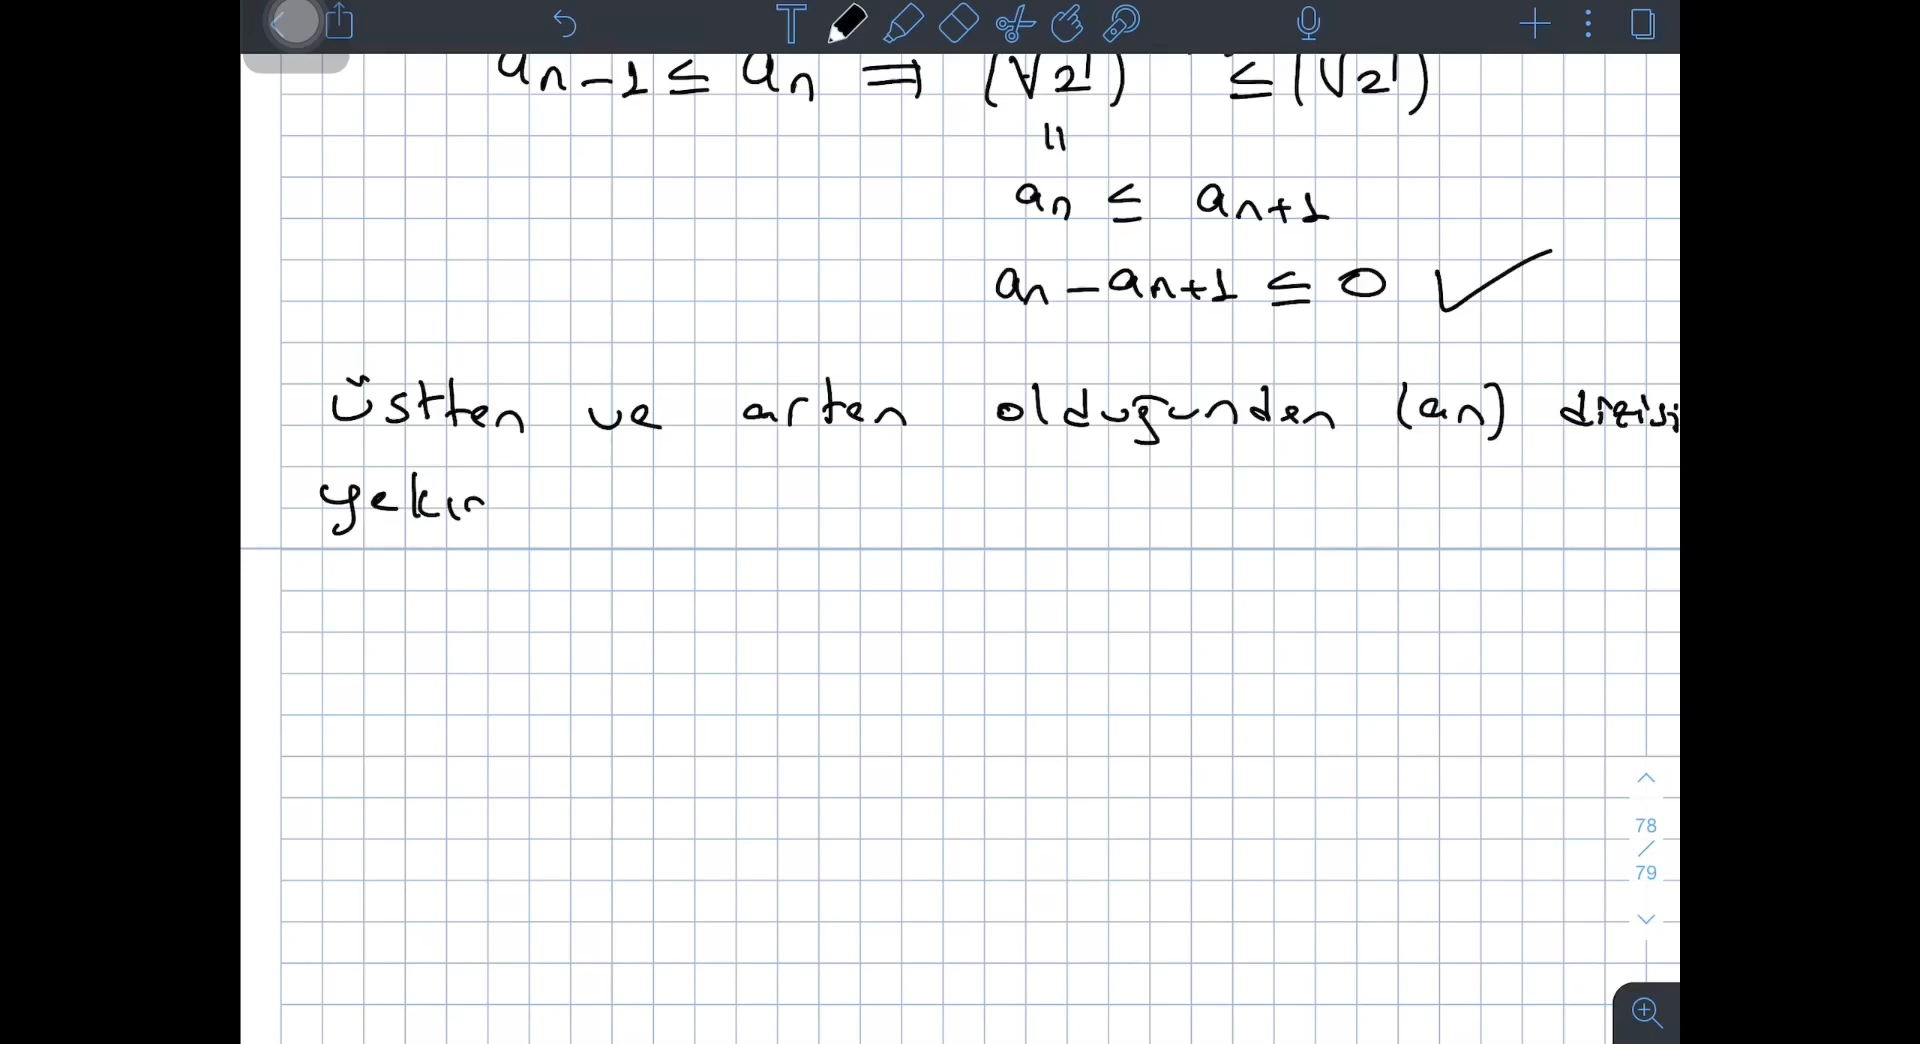 an-1 ≤ an ⇒ (√2) ≤ (√2)
=
an ≤ an+1
an - an+1 ≤ 0 ✓
üstten ve artan olduğundan (an) dizisi
yakın
78
/
79